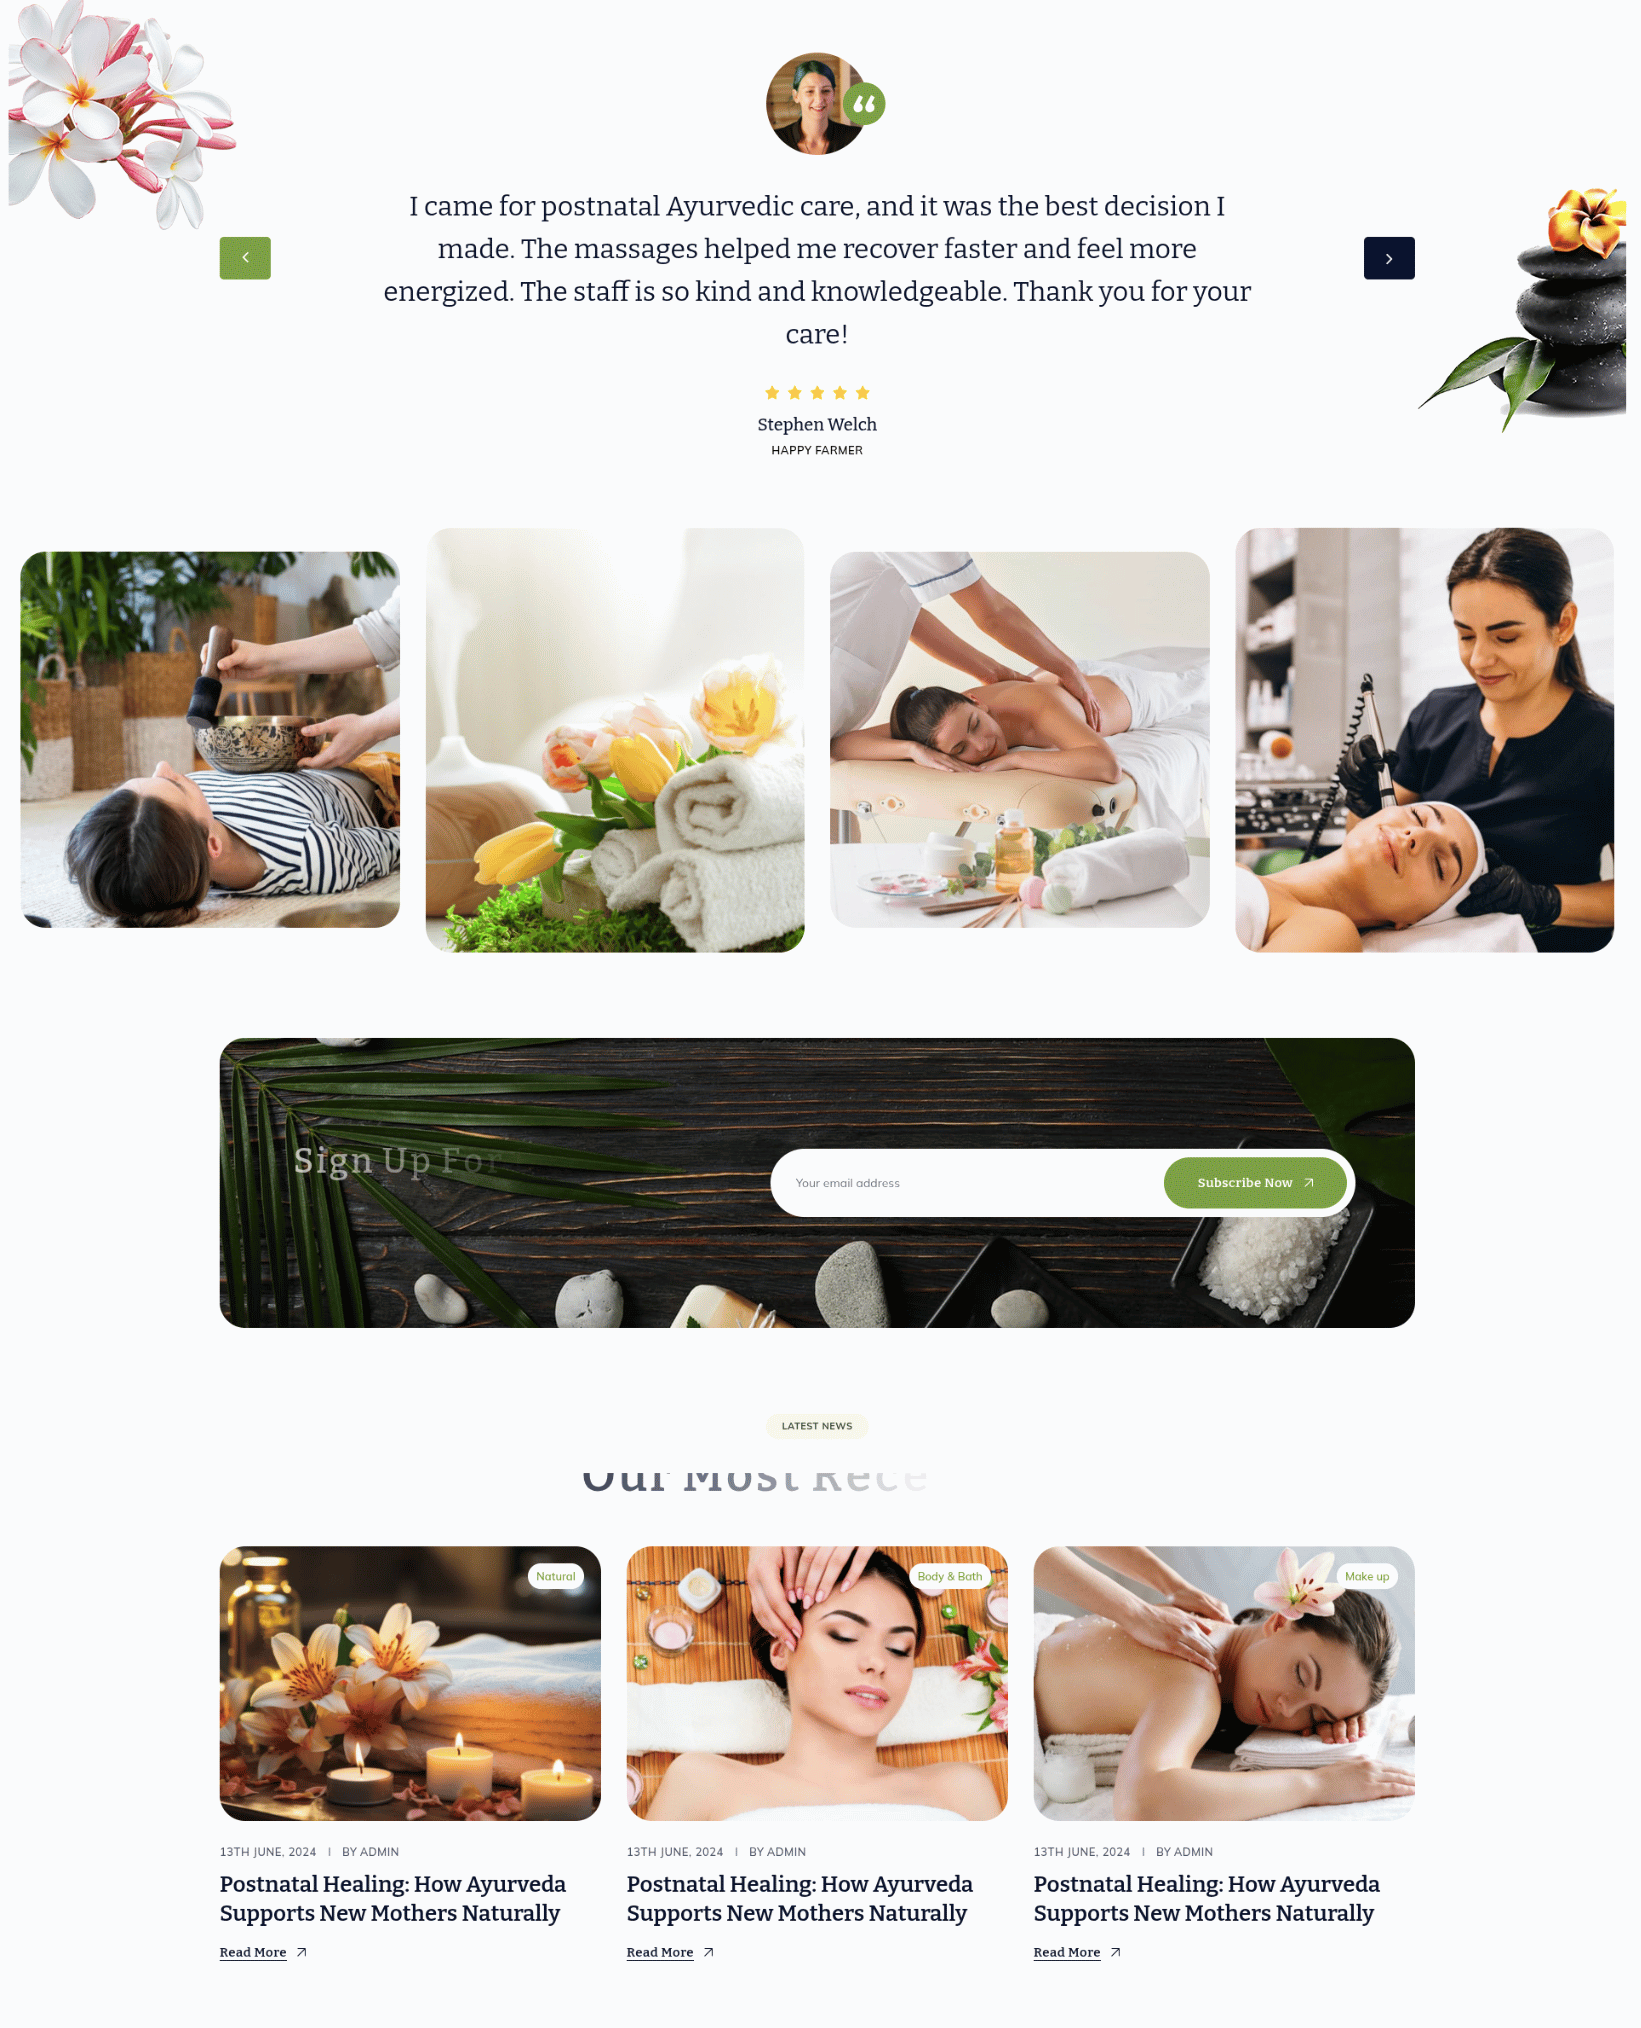 I came for postnatal Ayurvedic care, and it was the best decision I
made. The massages helped me recover faster and feel more
energized. The staff is so kind and knowledgeable. Thank you for your
care!
Stephen Welch
HAPPY FARMER
Sign Up For
Your email address
Subscribe Now
LATEST NEWS
Our Most Rece
Natural
Body & Bath
Make up
13TH JUNE, 2024 | BY ADMIN
Postnatal Healing: How Ayurveda
Supports New Mothers Naturally
Read More
13TH JUNE, 2024 | BY ADMIN
Postnatal Healing: How Ayurveda
Supports New Mothers Naturally
Read More
13TH JUNE, 2024 | BY ADMIN
Postnatal Healing: How Ayurveda
Supports New Mothers Naturally
Read More